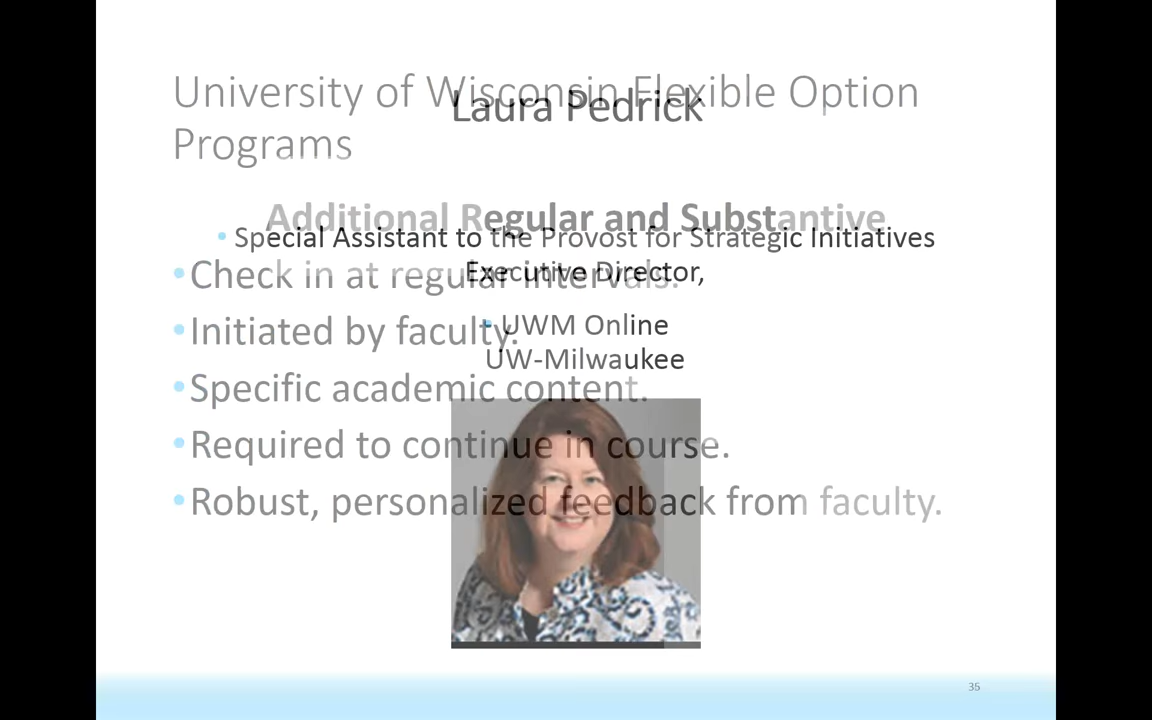 University of Wisconsin Flexible Option
Programs
Additional Regular and Substantive
• Check in at regular intervals.
• Initiated by faculty.
• Specific academic content.
• Required to continue in course.
• Robust, personalized feedback from faculty.
Laura Pedrick
• Special Assistant to the Provost for Strategic Initiatives
Executive Director,
• UWM Online
UW-Milwaukee
35